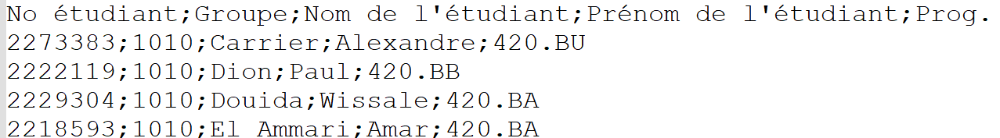 No étudiant;Groupe;Nom de l'étudiant;Prénom de l'étudiant;Prog.
2273383;1010;Carrier;Alexandre;420.BU
2222119;1010;Dion;Paul;420.BB
2229304;1010;Douida;Wissale;420.BA
2218593;1010;El Ammari;Amar;420.BA